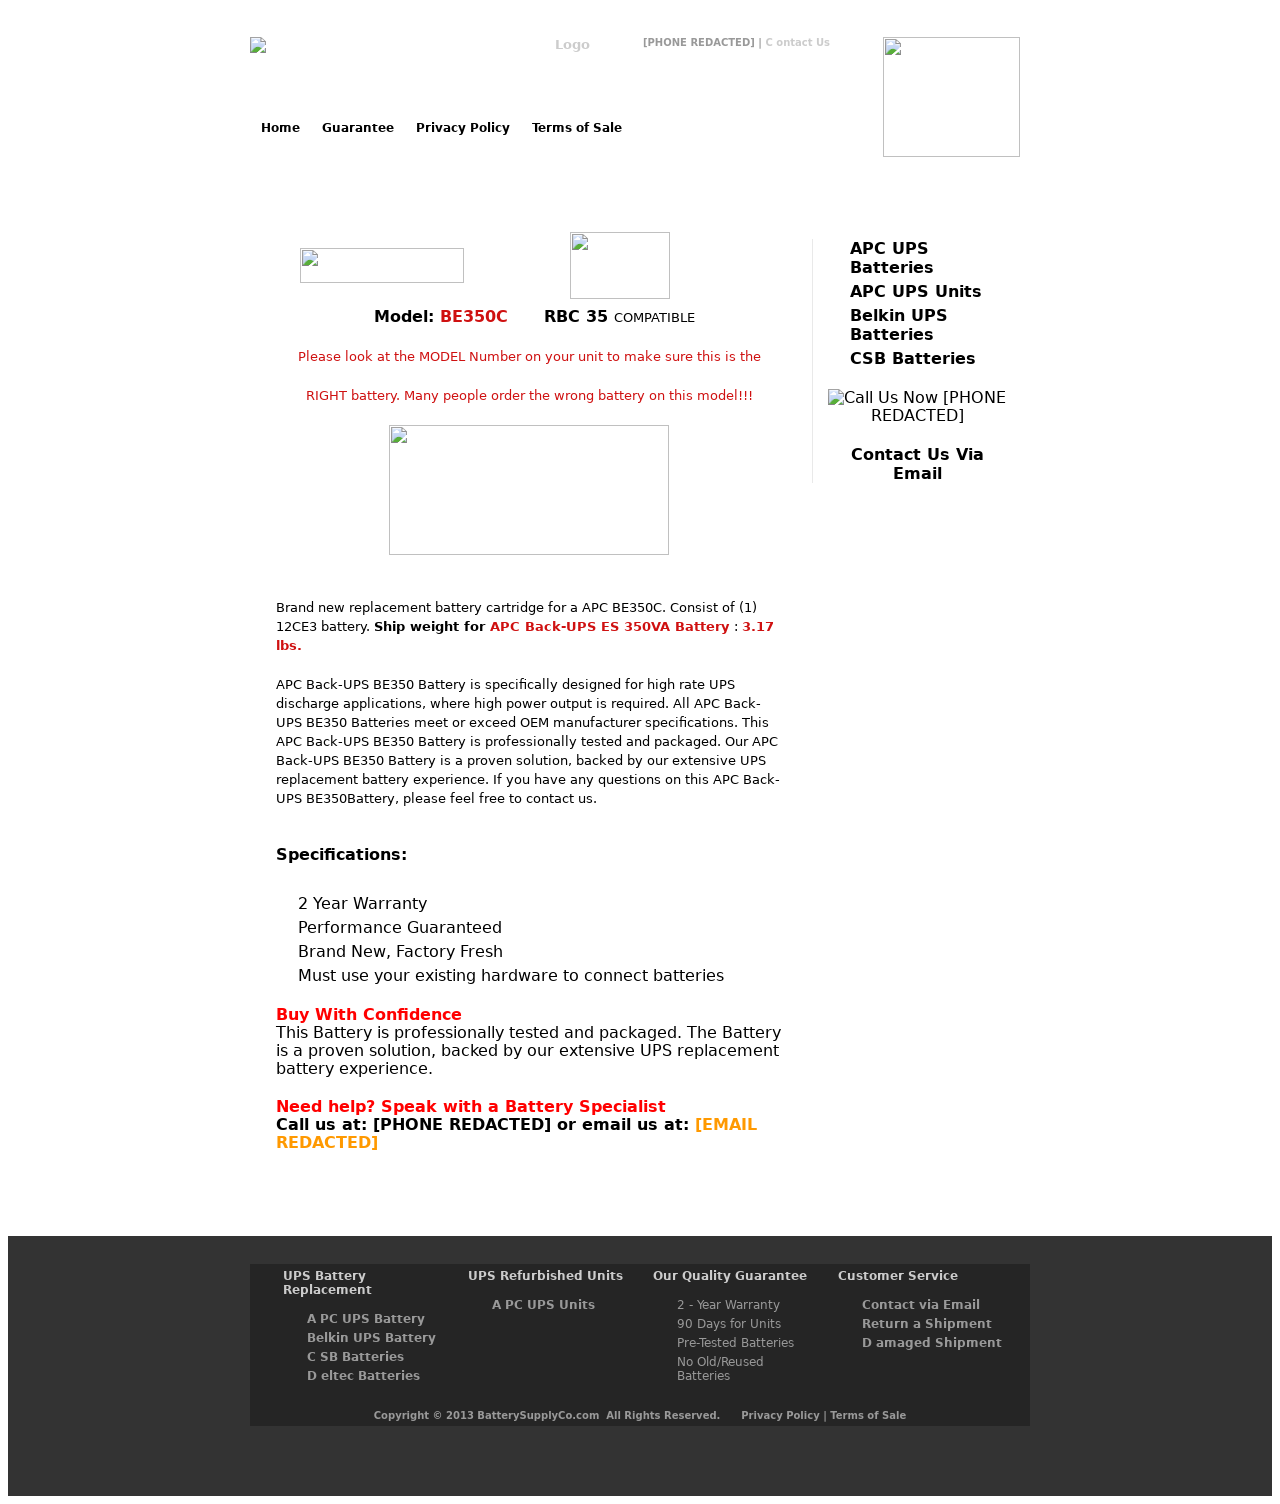 Logo
[PHONE REDACTED] | C ontact Us
Home Guarantee Privacy Policy Terms of Sale
Model: BE350C RBC 35 COMPATIBLE
Please look at the MODEL Number on your unit to make sure this is the
RIGHT battery. Many people order the wrong battery on this model!!!
Brand new replacement battery cartridge for a APC BE350C. Consist of (1)
12CE3 battery. Ship weight for APC Back-UPS ES 350VA Battery : 3.17
lbs.
APC Back-UPS BE350 Battery is specifically designed for high rate UPS
discharge applications, where high power output is required. All APC Back-
UPS BE350 Batteries meet or exceed OEM manufacturer specifications. This
APC Back-UPS BE350 Battery is professionally tested and packaged. Our APC
Back-UPS BE350 Battery is a proven solution, backed by our extensive UPS
replacement battery experience. If you have any questions on this APC Back-
UPS BE350Battery, please feel free to contact us.
Specifications:
2 Year Warranty
Performance Guaranteed
Brand New, Factory Fresh
Must use your existing hardware to connect batteries
Buy With Confidence
This Battery is professionally tested and packaged. The Battery
is a proven solution, backed by our extensive UPS replacement
battery experience.
Need help? Speak with a Battery Specialist
Call us at: [PHONE REDACTED] or email us at: [EMAIL
REDACTED]
APC UPS
Batteries
APC UPS Units
Belkin UPS
Batteries
CSB Batteries
Call Us Now [PHONE
REDACTED]
Contact Us Via
Email
UPS Battery
Replacement
A PC UPS Battery
Belkin UPS Battery
C SB Batteries
D eltec Batteries
UPS Refurbished Units
A PC UPS Units
Our Quality Guarantee
2 - Year Warranty
90 Days for Units
Pre-Tested Batteries
No Old/Reused
Batteries
Customer Service
Contact via Email
Return a Shipment
D amaged Shipment
Copyright © 2013 BatterySupplyCo.com All Rights Reserved. Privacy Policy | Terms of Sale